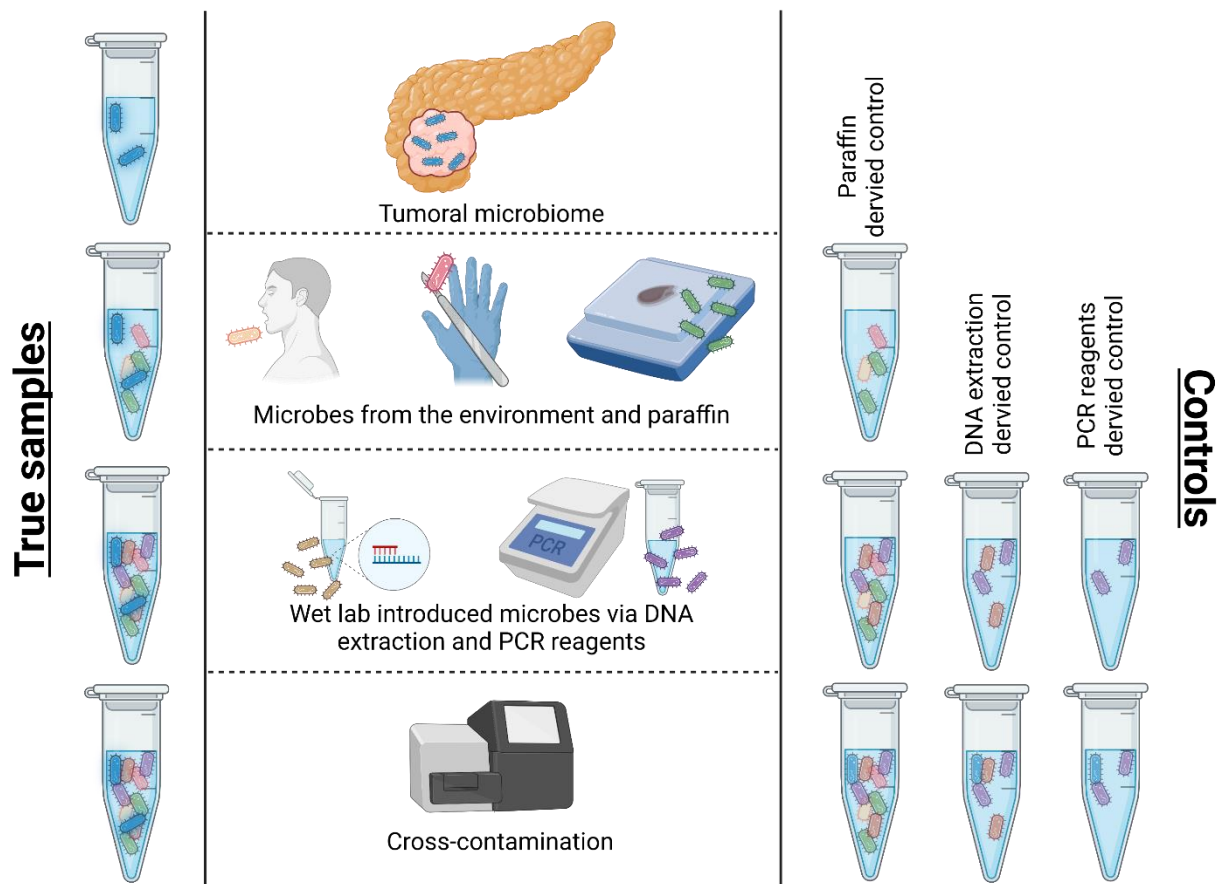 True samples
Tumoral microbiome
Microbes from the environment and paraffin
PCR
Wet lab introduced microbes via DNA
extraction and PCR reagents
Cross-contamination
Paraffin
dervied control
DNA extraction
dervied control
PCR reagents
dervied control
Controls